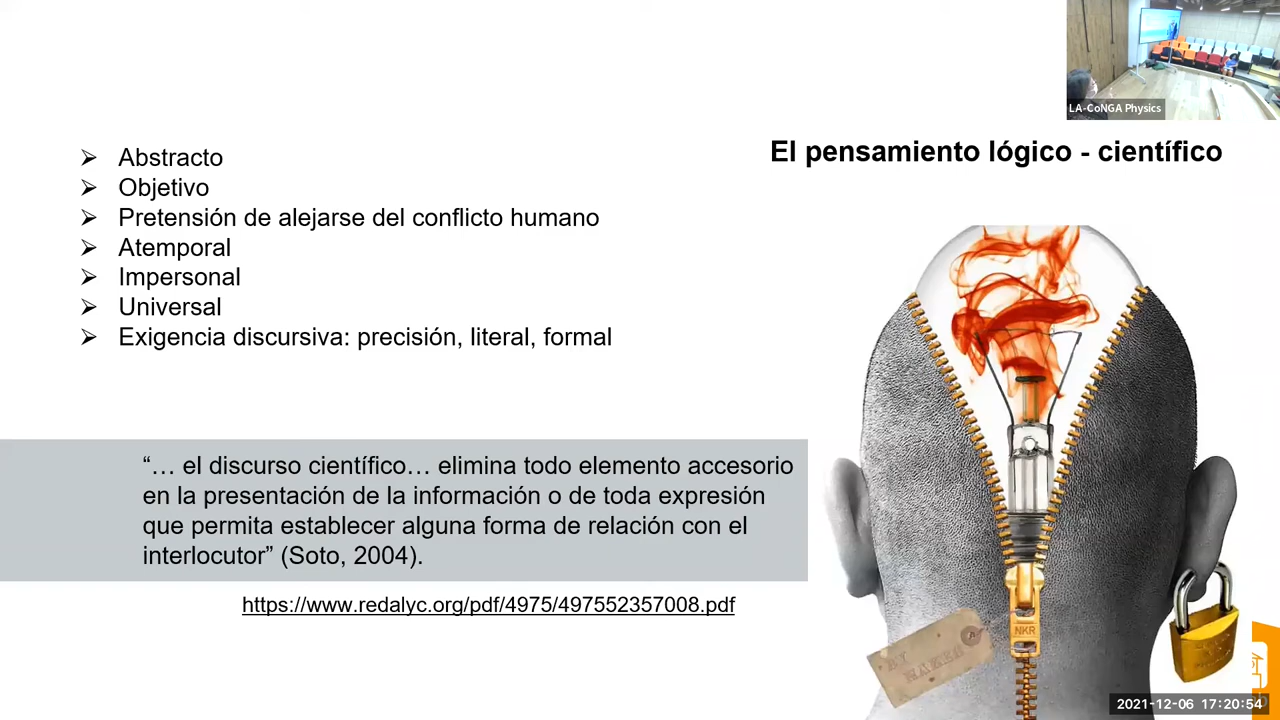 LA-CoNGA Physics
El pensamiento lógico - científico
➢ Abstracto
➢ Objetivo
➢ Pretensión de alejarse del conflicto humano
➢ Atemporal
➢ Impersonal
➢ Universal
➢ Exigencia discursiva: precisión, literal, formal
“… el discurso científico… elimina todo elemento accesorio
en la presentación de la información o de toda expresión
que permita establecer alguna forma de relación con el
interlocutor” (Soto, 2004).
https://www.redalyc.org/pdf/4975/497552357008.pdf
NKR
2021-12-06 17:20:54